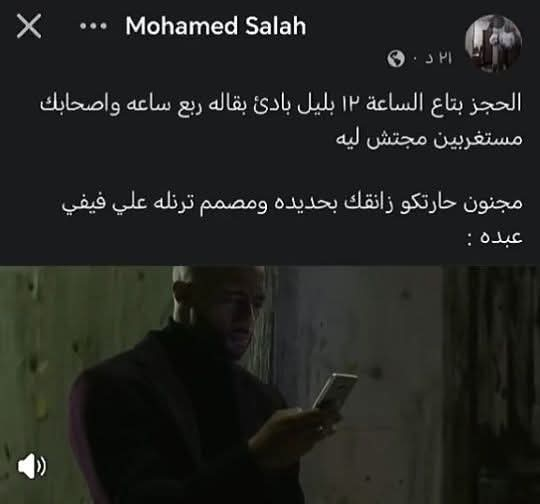 Mohamed Salah
٢١ د
الحجز بتاع الساعة ١٢ بليل بادئ بقاله ربع ساعه واصحابك
مستغربين مجتش ليه
مجنون حارتكو زانقك بحديده ومصمم ترنله علي فيفي
عبده :